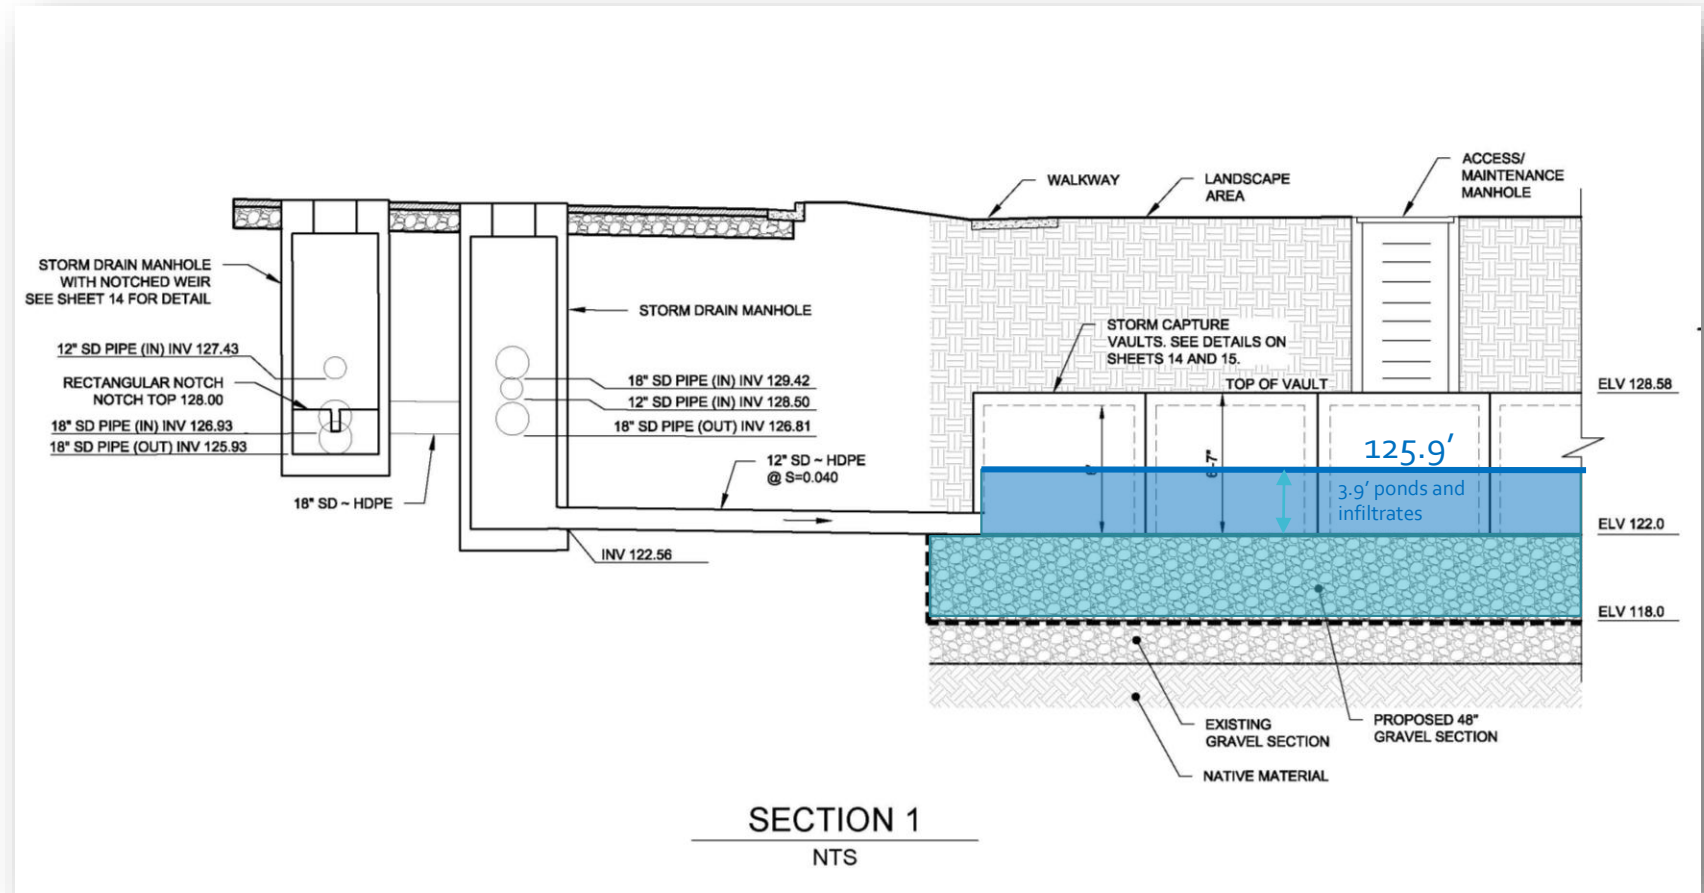 ACCESS/
MAINTENANCE
MANHOLE
WALKWAY
LANDSCAPE
AREA
STORM DRAIN MANHOLE
WITH NOTCHED WEIR
SEE SHEET 14 FOR DETAIL
STORM DRAIN MANHOLE
STORM CAPTURE
VAULTS. SEE DETAILS ON
SHEETS 14 AND 15.
12" SD PIPE (IN) INV 127.43
RECTANGULAR NOTCH
NOTCH TOP 128.00
18" SD PIPE (IN) INV 126.93
18" SD PIPE (OUT) INV 125.93
18" SD PIPE (IN) INV 129.42
12" SD PIPE (IN) INV 128.50
18" SD PIPE (OUT) INV 126.81
TOP OF VAULT
ELV 128.58
125.9'
12" SD ~ HDPE
@ S=0.040
18" SD ~ HDPE
3.9' ponds and
infiltrates
ELV 122.0
INV 122.56
ELV 118.0
EXISTING
GRAVEL SECTION
PROPOSED 48"
GRAVEL SECTION
NATIVE MATERIAL
SECTION 1
NTS